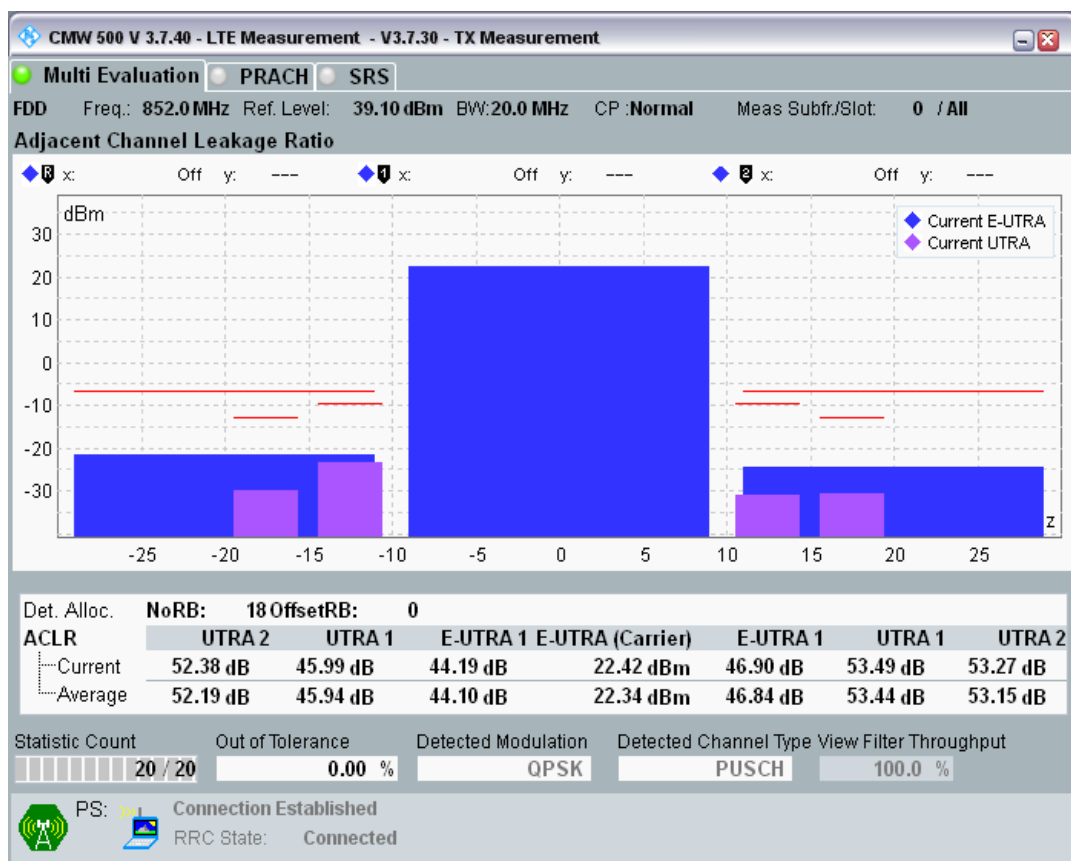 CMW 500 V 3.7.40 - LTE Measurement - V3.7.30 - TX Measurement
Multi Evaluation PRACH SRS
FDD Freq.: 852.0 MHz Ref. Level: 39.10 dBm BW: 20.0 MHz CP : Normal Meas Subfr./Slot: 0 / All
Adjacent Channel Leakage Ratio
R x: Off y: --- 1 x: Off y: --- 2 x: Off y: ---
dBm
Current E-UTRA
Current UTRA
30
20
10
0
-10
-20
-30
z
-25 -20 -15 -10 -5 0 5 10 15 20 25
Det. Alloc. NoRB: 18 OffsetRB: 0
ACLR UTRA 2 UTRA 1 E-UTRA 1 E-UTRA (Carrier) E-UTRA 1 UTRA 1 UTRA 2
Current 52.38 dB 45.99 dB 44.19 dB 22.42 dBm 46.90 dB 53.49 dB 53.27 dB
Average 52.19 dB 45.94 dB 44.10 dB 22.34 dBm 46.84 dB 53.44 dB 53.15 dB
Statistic Count Out of Tolerance Detected Modulation Detected Channel Type View Filter Throughput
20 / 20 0.00 % QPSK PUSCH 100.0 %
PS: Connection Established
RRC State: Connected